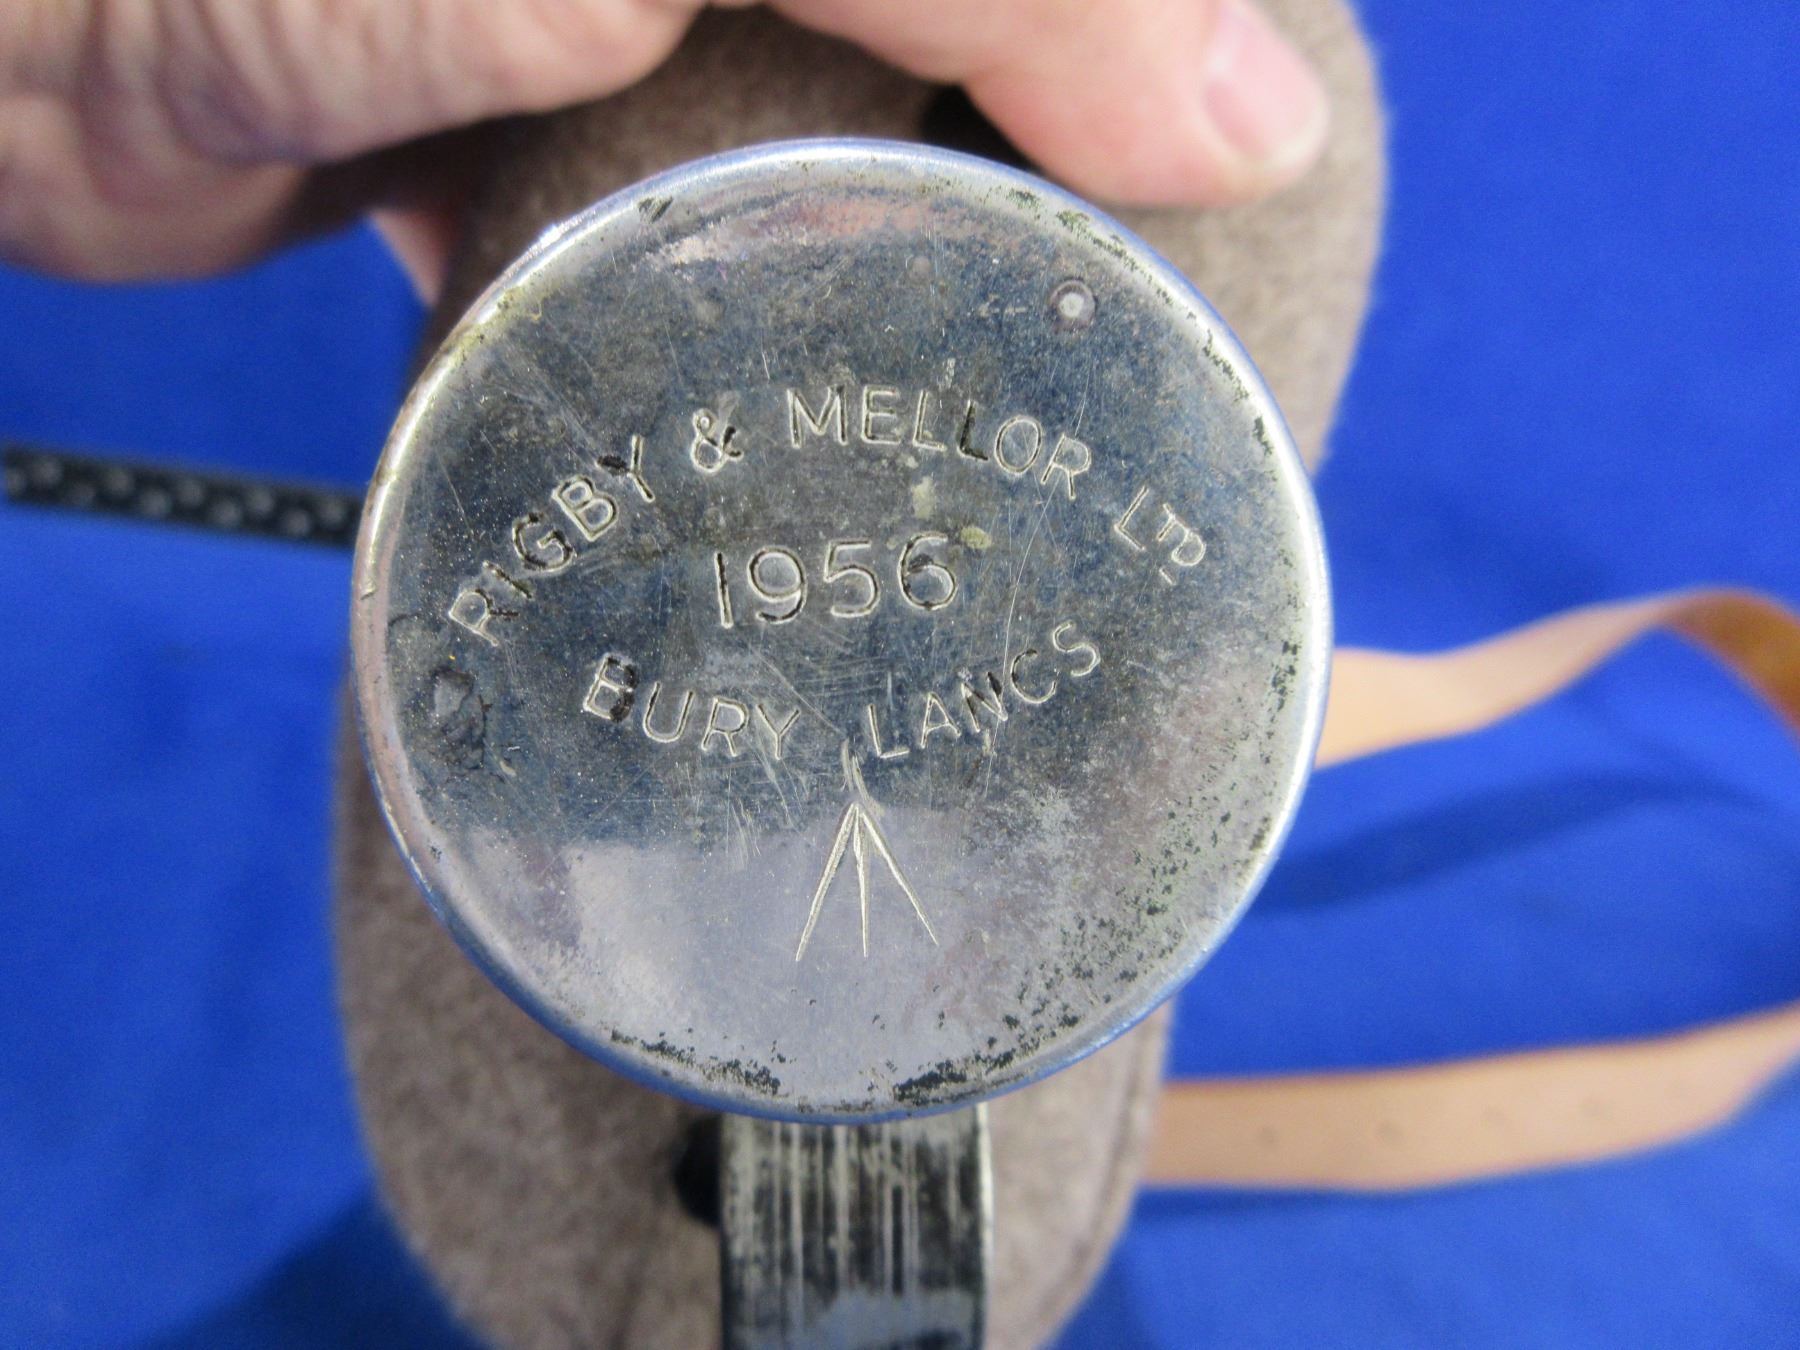 RIGBY & MELLOR LTD
1956
BURY LANCS